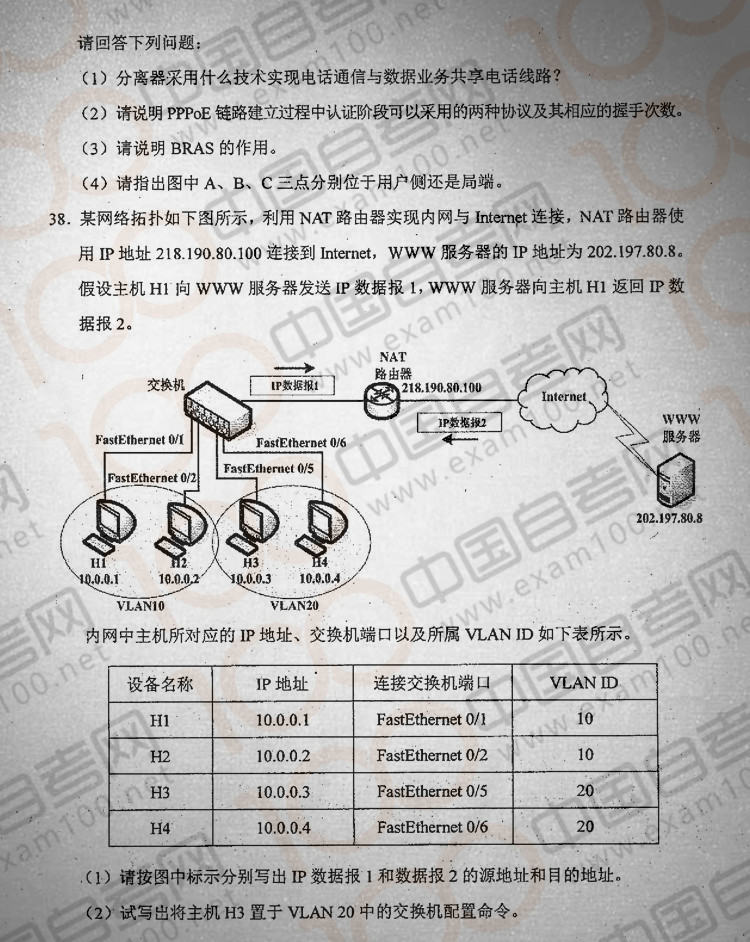 请回答下列问题：
（1）分离器采用什么技术实现电话通信与数据业务共享电话线路？
（2）请说明 PPPoE 链路建立过程中认证阶段可以采用的两种协议及其相应的握手次数。
（3）请说明 BRAS 的作用。
（4）请指出图中 A、B、C 三点分别位于用户侧还是局端。
38．某网络拓扑如下图所示，利用 NAT 路由器实现内网与 Internet 连接，NAT 路由器使
用 IP 地址 218.190.80.100 连接到 Internet，WWW 服务器的 IP 地址为 202.197.80.8。
假设主机 H1 向 WWW 服务器发送 IP 数据报 1，WWW 服务器向主机 H1 返回 IP 数
据报 2。
NAT
路由器
交换机
IP数据报1
218.190.80.100
Internet
IP数据报2
WWW
服务器
FastEthernet 0/1
FastEthernet 0/6
FastEthernet 0/5
FastEthernet 0/2
202.197.80.8
H1 H2 H3 H4
10.0.0.1 10.0.0.2 10.0.0.3 10.0.0.4
VLAN10 VLAN20
内网中主机所对应的 IP 地址、交换机端口以及所属 VLAN ID 如下表所示。
设备名称 IP 地址 连接交换机端口 VLAN ID
H1 10.0.0.1 FastEthernet 0/1 10
H2 10.0.0.2 FastEthernet 0/2 10
H3 10.0.0.3 FastEthernet 0/5 20
H4 10.0.0.4 FastEthernet 0/6 20
（1）请按图中标示分别写出 IP 数据报 1 和数据报 2 的源地址和目的地址。
（2）试写出将主机 H3 置于 VLAN 20 中的交换机配置命令。
中国自考网
www.exam100.net